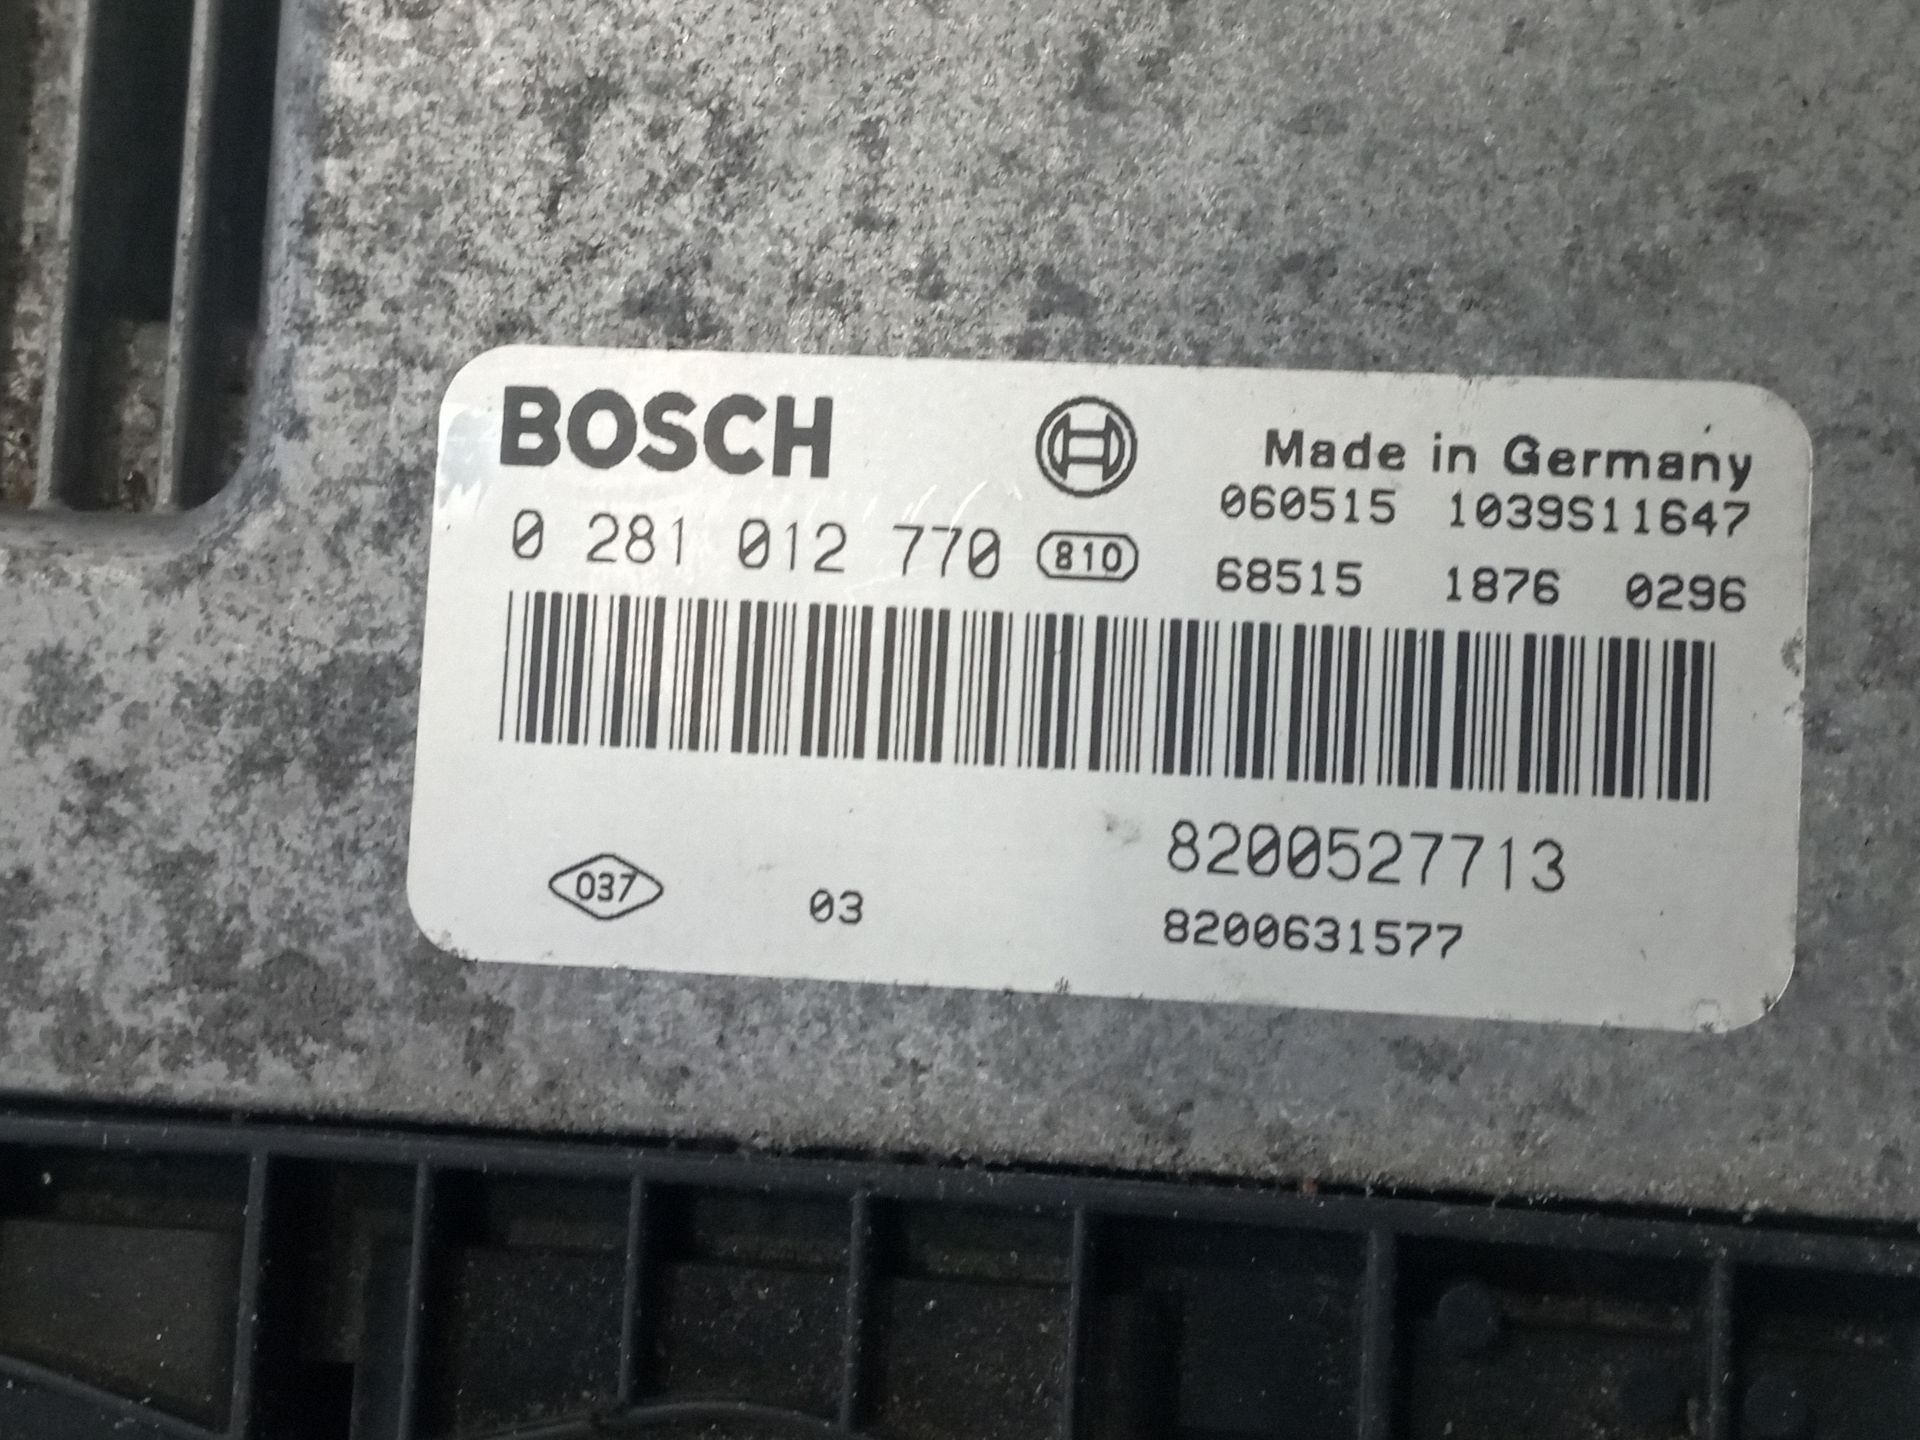 BOSCH
Made in Germany
060515 1039S11647
0 281 012 770 810
68515 1876 0296
8200527713
037 03
8200631577